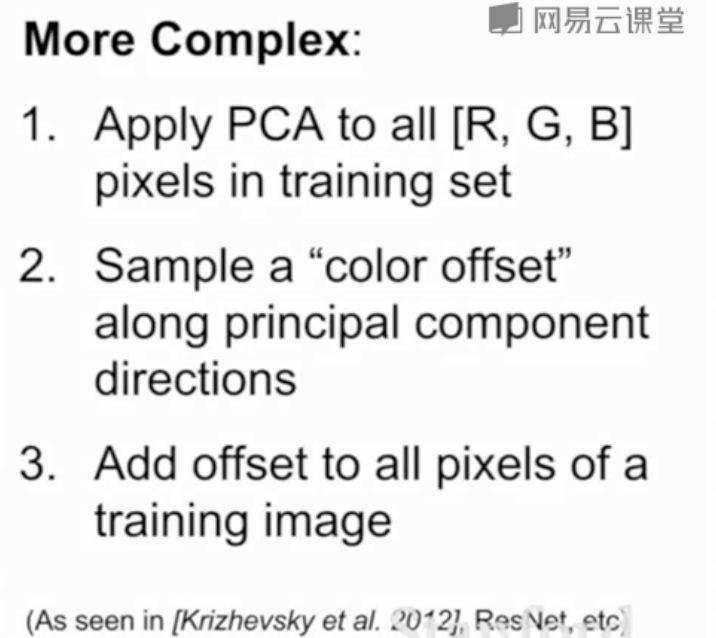 网易云课堂
More Complex:
1. Apply PCA to all [R, G, B]
pixels in training set
2. Sample a “color offset”
along principal component
directions
3. Add offset to all pixels of a
training image
(As seen in [Krizhevsky et al. 2012], ResNet, etc)